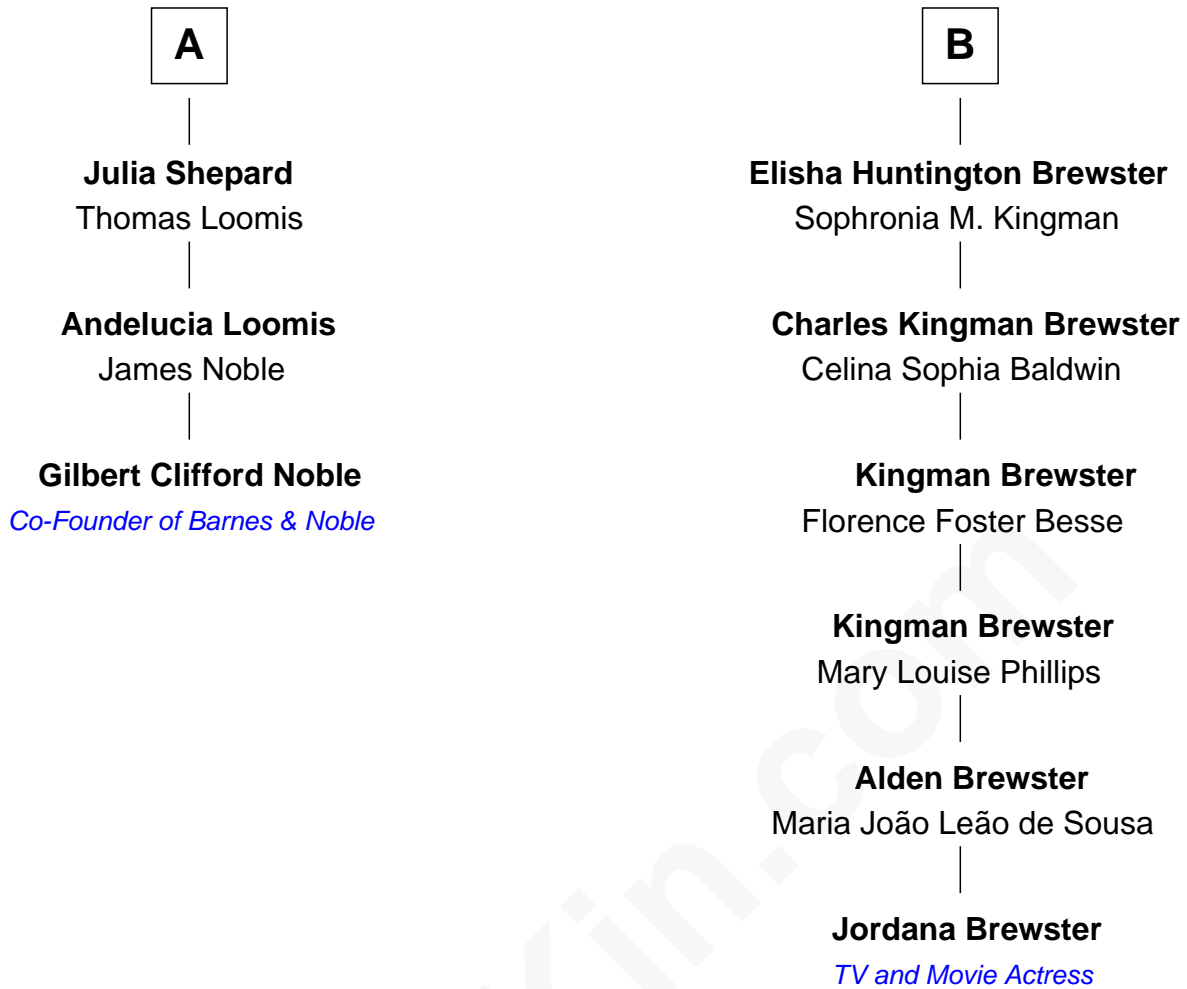 A
Julia Shepard
Thomas Loomis
Andelucia Loomis
James Noble
Gilbert Clifford Noble
Co-Founder of Barnes & Noble
B
Elisha Huntington Brewster
Sophronia M. Kingman
Charles Kingman Brewster
Celina Sophia Baldwin
Kingman Brewster
Florence Foster Besse
Kingman Brewster
Mary Louise Phillips
Alden Brewster
Maria João Leão de Sousa
Jordana Brewster
TV and Movie Actress
Kin.com